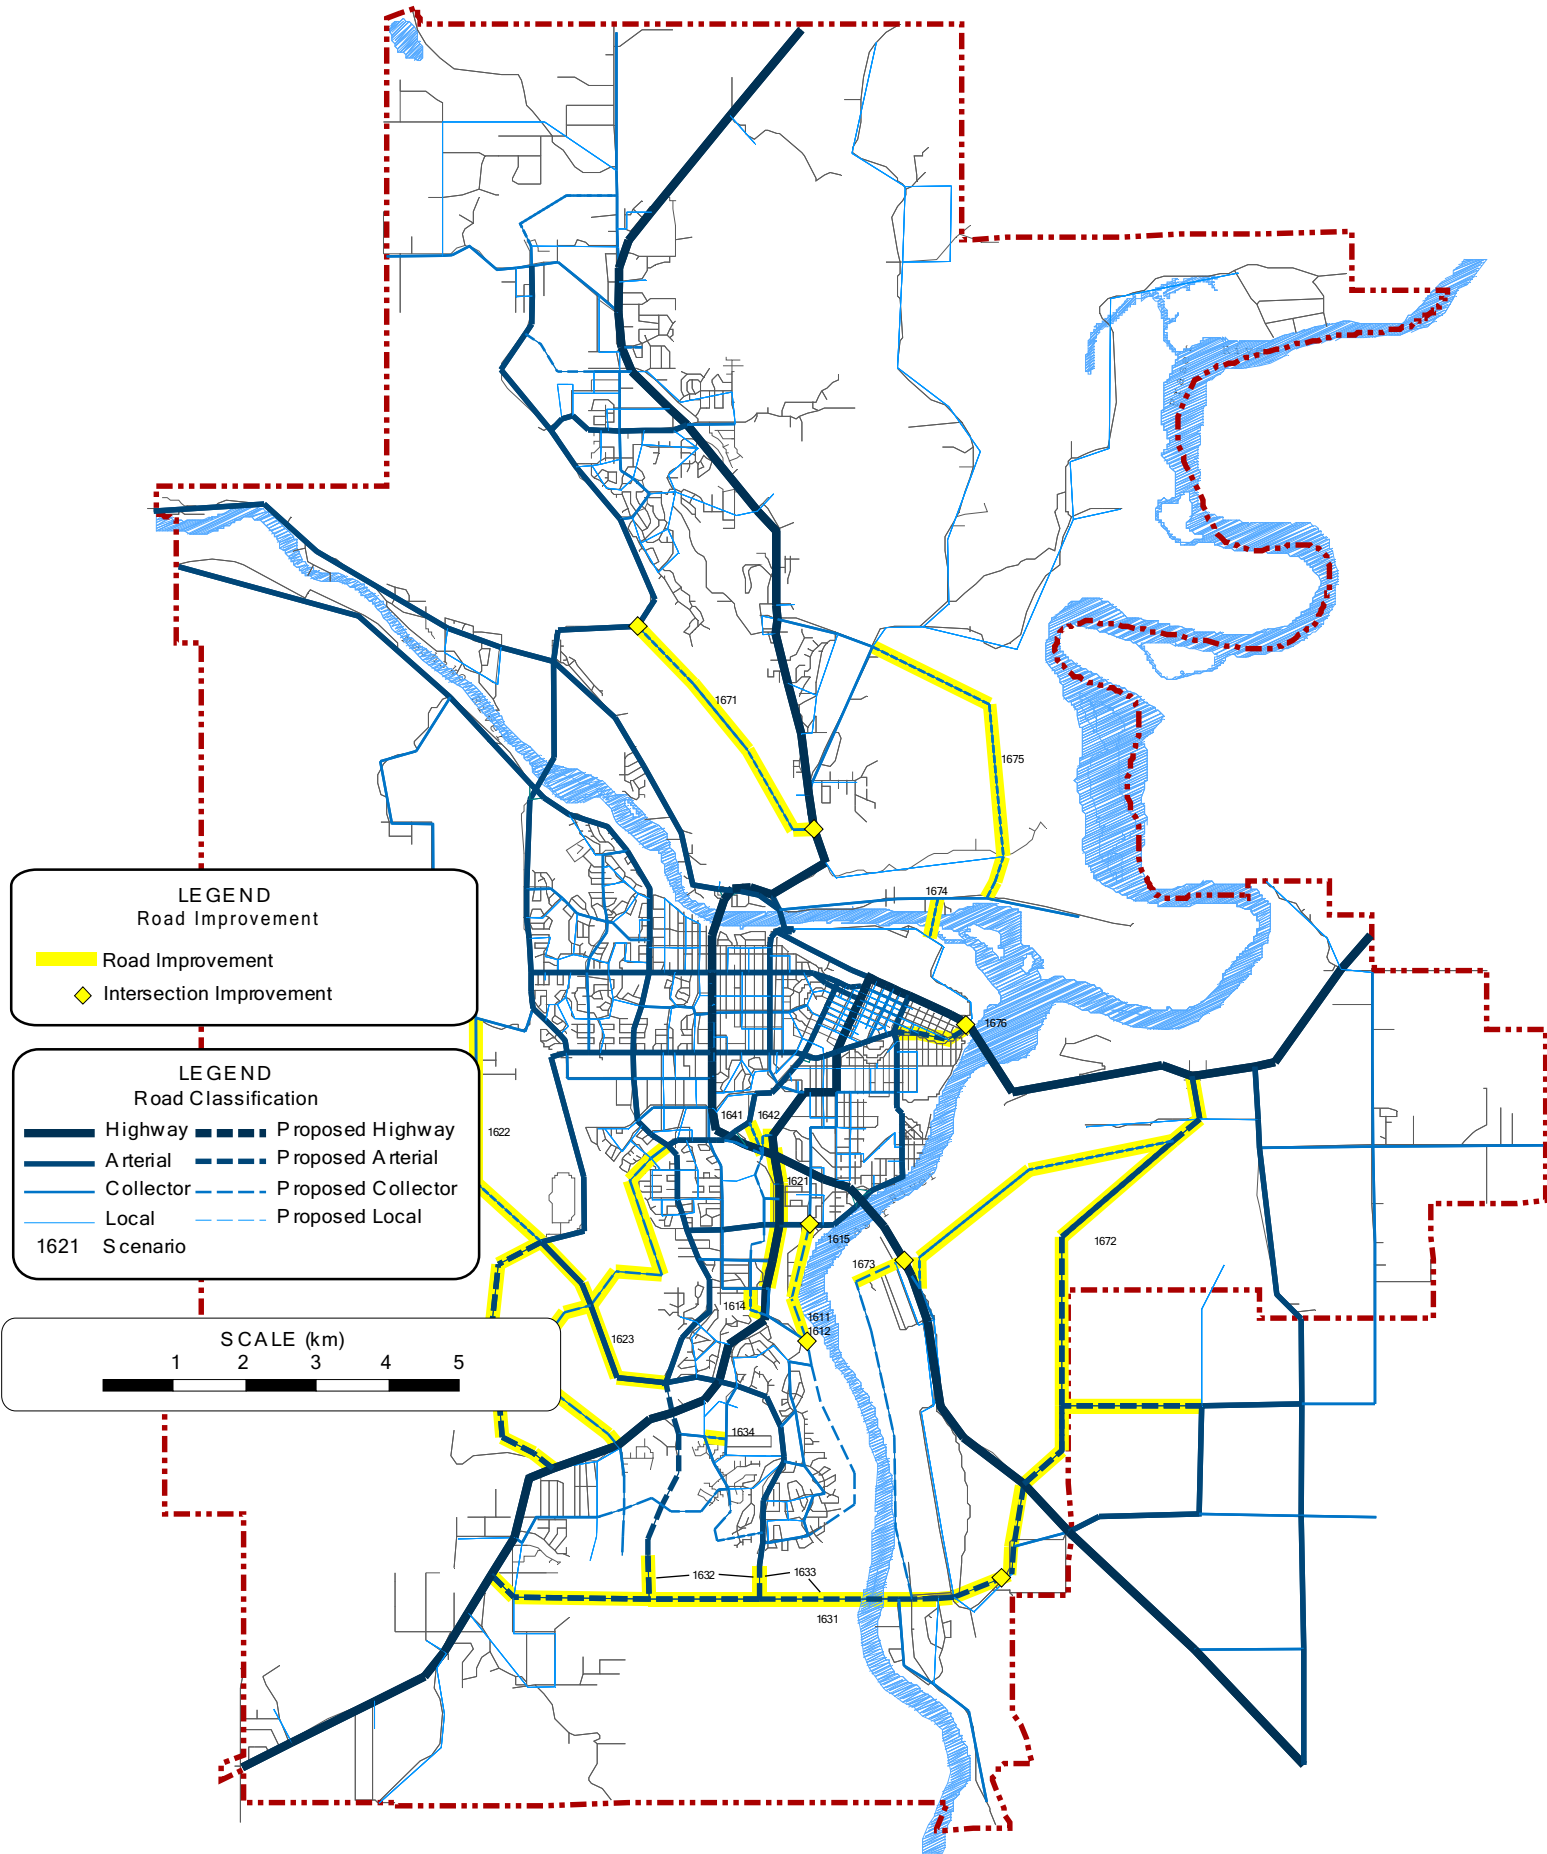 1671
1675
1674
LEGEND
Road Improvement
Road Improvement
Intersection Improvement
1676
LEGEND
Road Classification
Highway Proposed Highway
Arterial Proposed Arterial
Collector Proposed Collector
Local Proposed Local
1621 Scenario
1641 1642
1622
1621
1615
1672
1673
1614
1611
1612
1623
SCALE (km)
1 2 3 4 5
1634
1632 1633
1631